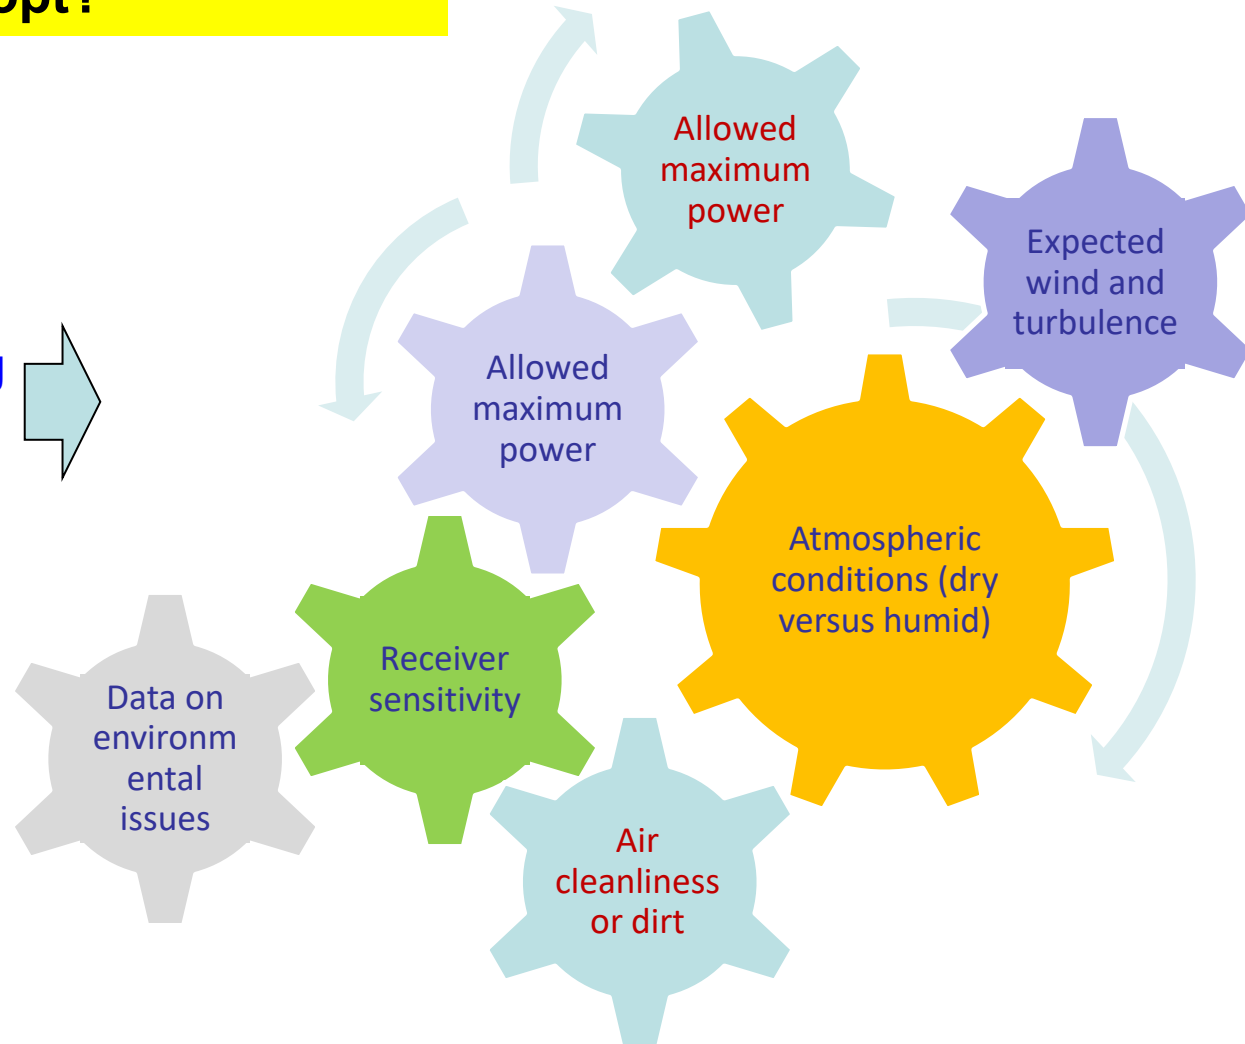 opt?
Allowed
maximum
power
Expected
wind and
turbulence
g
Allowed
maximum
power
Atmospheric
conditions (dry
versus humid)
Receiver
sensitivity
Data on
environm
ental
issues
Air
cleanliness
or dirt